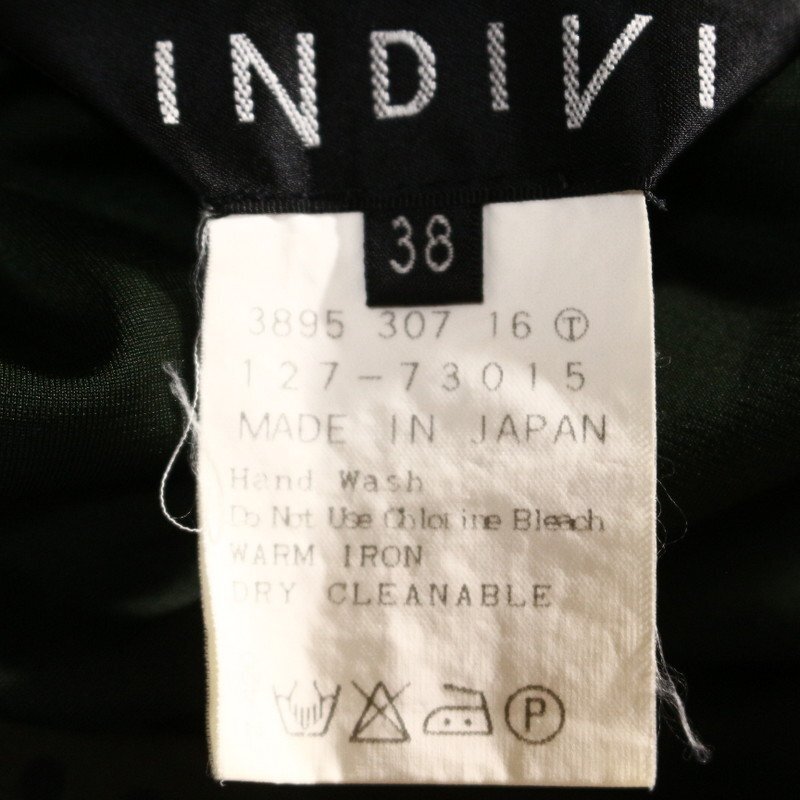 INDIVI
38
3895 307 16 Ⓣ
127-73015
MADE IN JAPAN
Hand Wash
Do Not Use Chlorine Bleach
WARM IRON
DRY CLEANABLE
P